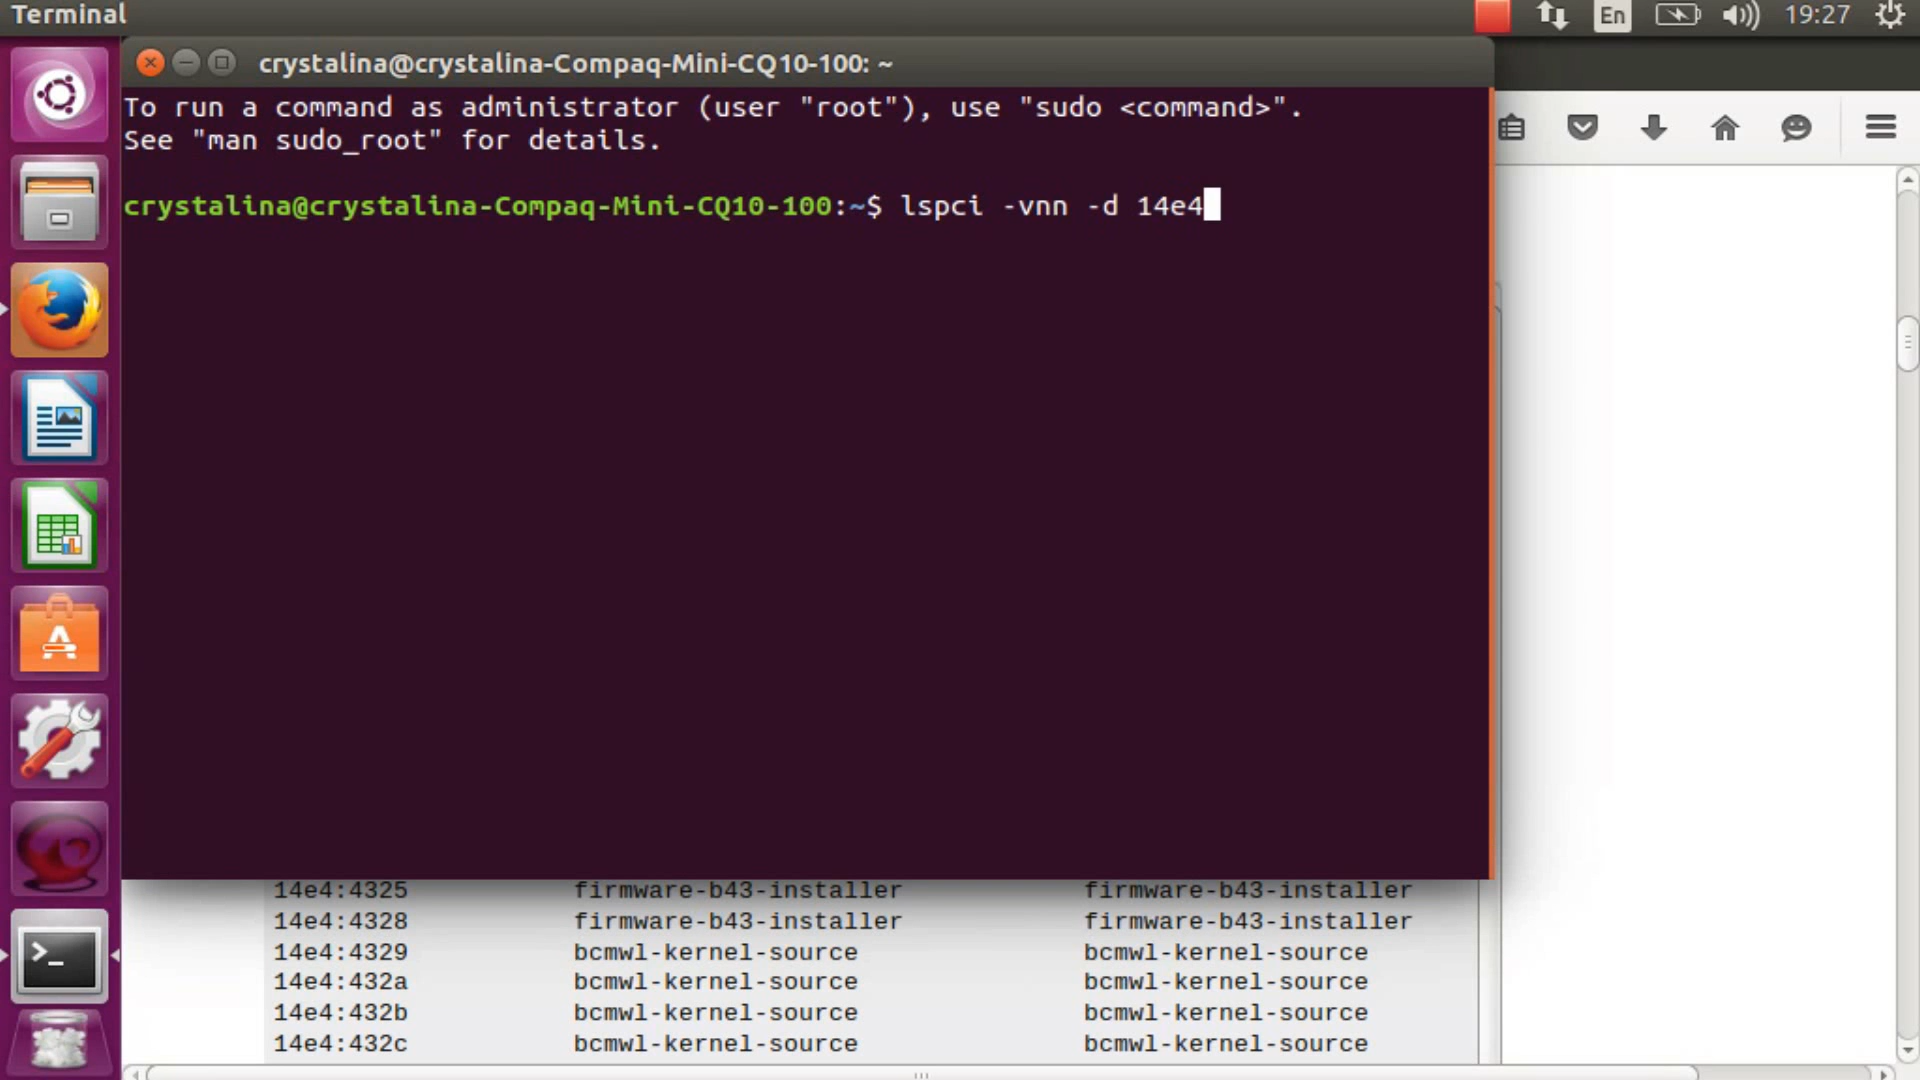 Terminal
En
19:27
crystalina@crystalina-Compaq-Mini-CQ10-100: ~
To run a command as administrator (user "root"), use "sudo <command>".
See "man sudo_root" for details.
crystalina@crystalina-Compaq-Mini-CQ10-100:~$ lspci -vnn -d 14e4
14e4:4325 firmware-b43-installer firmware-b43-installer
14e4:4328 firmware-b43-installer firmware-b43-installer
14e4:4329 bcmwl-kernel-source bcmwl-kernel-source
14e4:432a bcmwl-kernel-source bcmwl-kernel-source
14e4:432b bcmwl-kernel-source bcmwl-kernel-source
14e4:432c bcmwl-kernel-source bcmwl-kernel-source